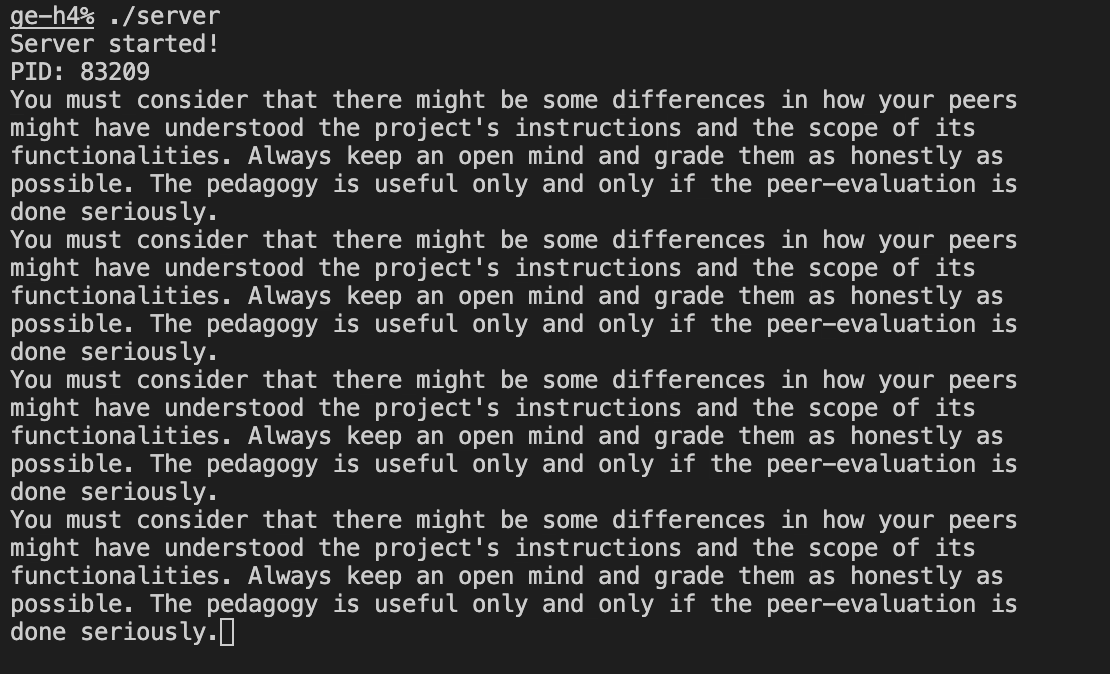 ge-h4% ./server
Server started!
PID: 83209
You must consider that there might be some differences in how your peers
might have understood the project's instructions and the scope of its
functionalities. Always keep an open mind and grade them as honestly as
possible. The pedagogy is useful only and only if the peer-evaluation is
done seriously.
You must consider that there might be some differences in how your peers
might have understood the project's instructions and the scope of its
functionalities. Always keep an open mind and grade them as honestly as
possible. The pedagogy is useful only and only if the peer-evaluation is
done seriously.
You must consider that there might be some differences in how your peers
might have understood the project's instructions and the scope of its
functionalities. Always keep an open mind and grade them as honestly as
possible. The pedagogy is useful only and only if the peer-evaluation is
done seriously.
You must consider that there might be some differences in how your peers
might have understood the project's instructions and the scope of its
functionalities. Always keep an open mind and grade them as honestly as
possible. The pedagogy is useful only and only if the peer-evaluation is
done seriously.